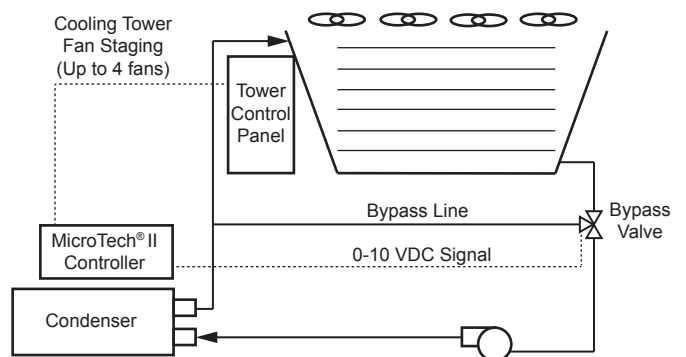 Cooling Tower
Fan Staging
(Up to 4 fans)
Tower
Control
Panel
Bypass Line
Bypass
Valve
MicroTech® II
Controller
0-10 VDC Signal
Condenser